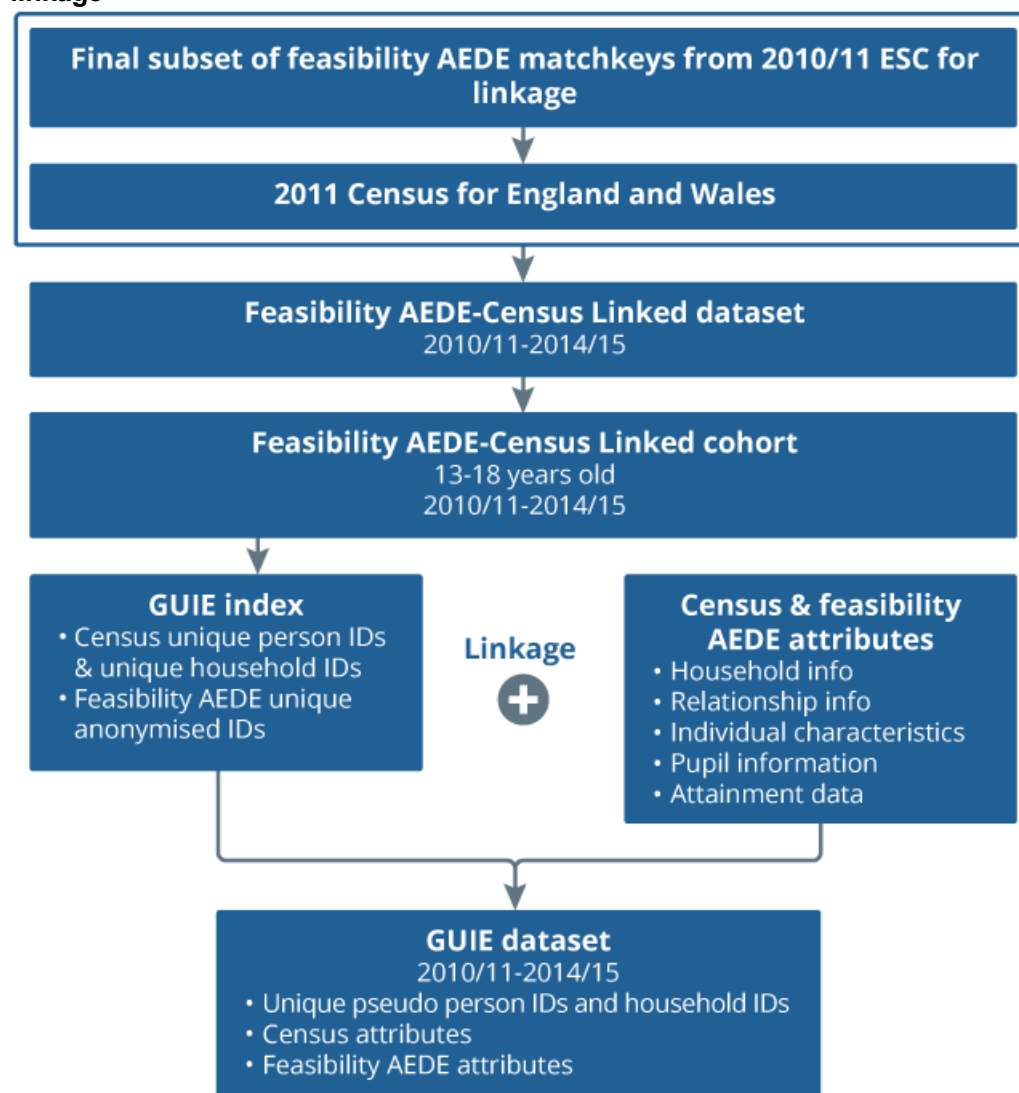 linkage
Final subset of feasibility AEDE matchkeys from 2010/11 ESC for
linkage
2011 Census for England and Wales
Feasibility AEDE-Census Linked dataset
2010/11-2014/15
Feasibility AEDE-Census Linked cohort
13-18 years old
2010/11-2014/15
GUIE index
• Census unique person IDs
& unique household IDs
• Feasibility AEDE unique
anonymised IDs
Linkage
Census & feasibility
AEDE attributes
• Household info
• Relationship info
• Individual characteristics
• Pupil information
• Attainment data
GUIE dataset
2010/11-2014/15
• Unique pseudo person IDs and household IDs
• Census attributes
• Feasibility AEDE attributes